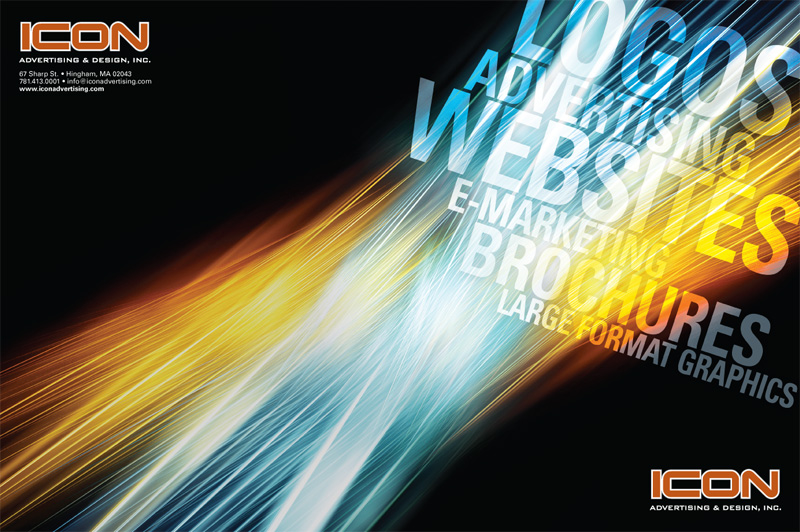 ICON
ADVERTISING & DESIGN, INC.
67 Sharp St. • Hingham, MA 02043
781.413.0001 • info@iconadvertising.com
www.iconadvertising.com
LOGOS
ADVERTISING
WEBSITES
E-MARKETING
BROCHURES
LARGE FORMAT GRAPHICS
ICON
ADVERTISING & DESIGN, INC.